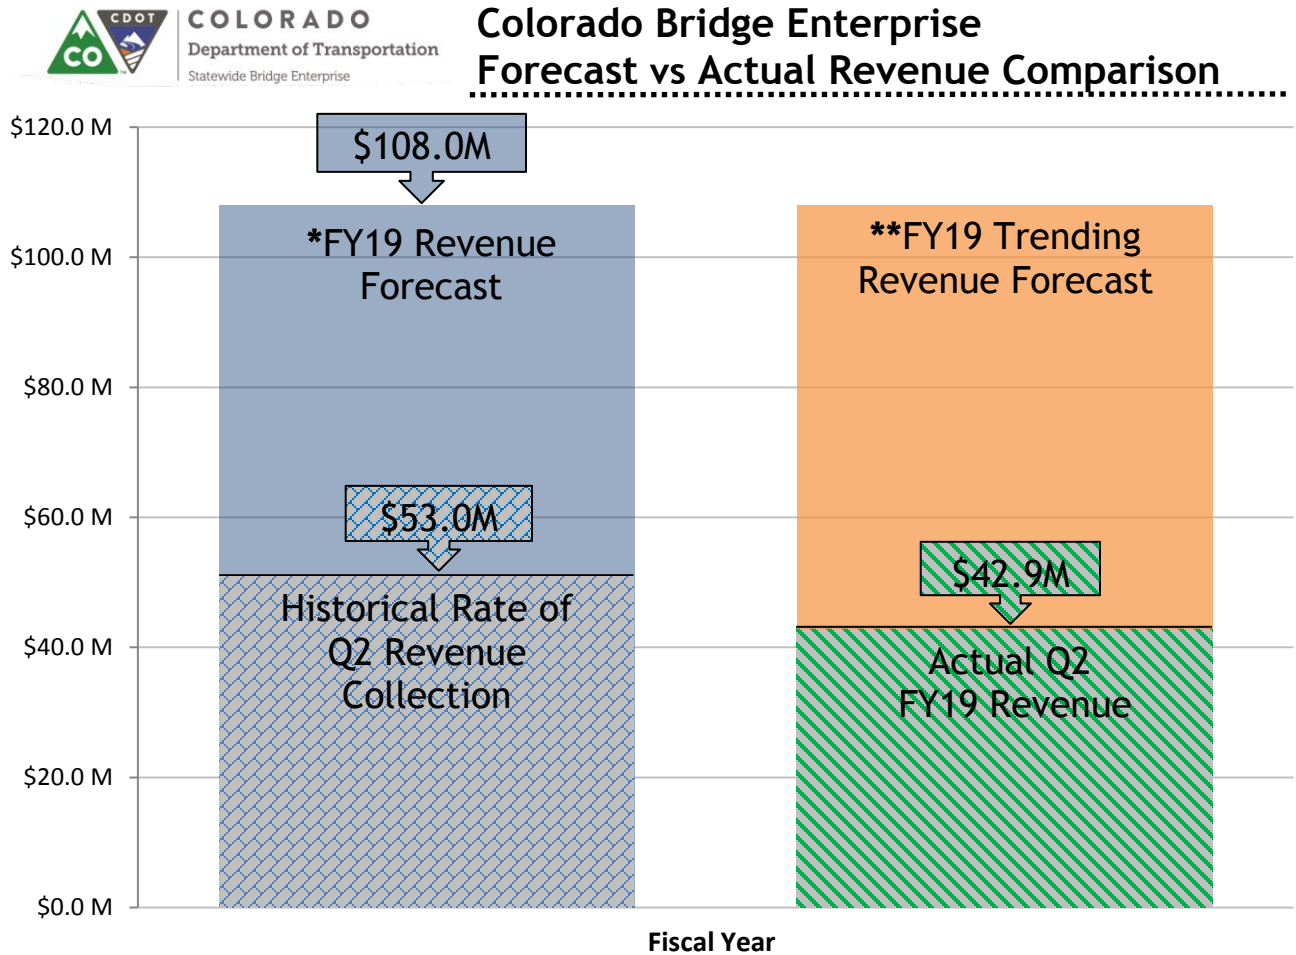 CDOT
CO
TM
COLORADO
Department of Transportation
Statewide Bridge Enterprise
Colorado Bridge Enterprise
Forecast vs Actual Revenue Comparison
$120.0 M
$100.0 M
$80.0 M
$60.0 M
$40.0 M
$20.0 M
$0.0 M
$108.0M
*FY19 Revenue
Forecast
$53.0M
Historical Rate of
Q2 Revenue
Collection
**FY19 Trending
Revenue Forecast
$42.9M
Actual Q2
FY19 Revenue
Fiscal Year